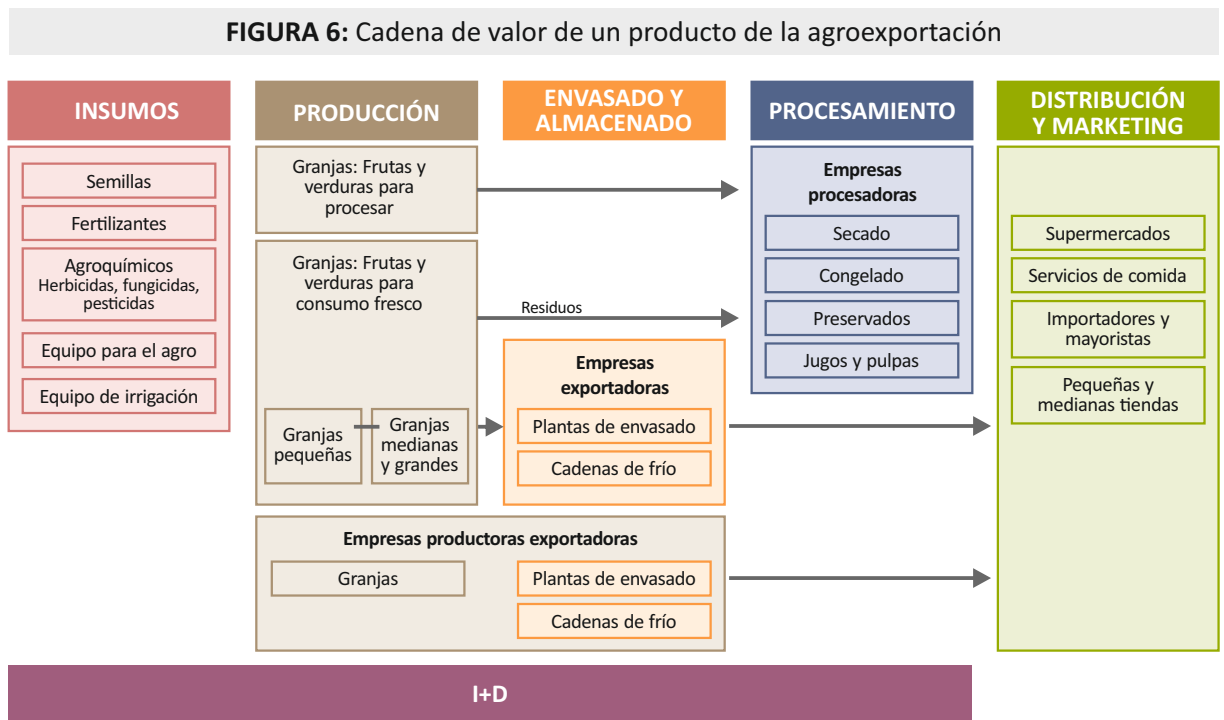 FIGURA 6: Cadena de valor de un producto de la agroexportación
INSUMOS
Semillas
Fertilizantes
Agroquímicos
Herbicidas, fungicidas,
pesticidas
Equipo para el agro
Equipo de irrigación
PRODUCCIÓN
Granjas: Frutas y
verduras para
procesar
Granjas: Frutas y
verduras para
consumo fresco
Residuos
Granjas
pequeñas
Granjas
medianas
y grandes
ENVASADO Y
ALMACENADO
Empresas
exportadoras
Plantas de envasado
Cadenas de frío
Empresas productoras exportadoras
Granjas
Plantas de envasado
Cadenas de frío
PROCESAMIENTO
Empresas
procesadoras
Secado
Congelado
Preservados
Jugos y pulpas
DISTRIBUCIÓN
Y MARKETING
Supermercados
Servicios de comida
Importadores y
mayoristas
Pequeñas y
medianas tiendas
I+D